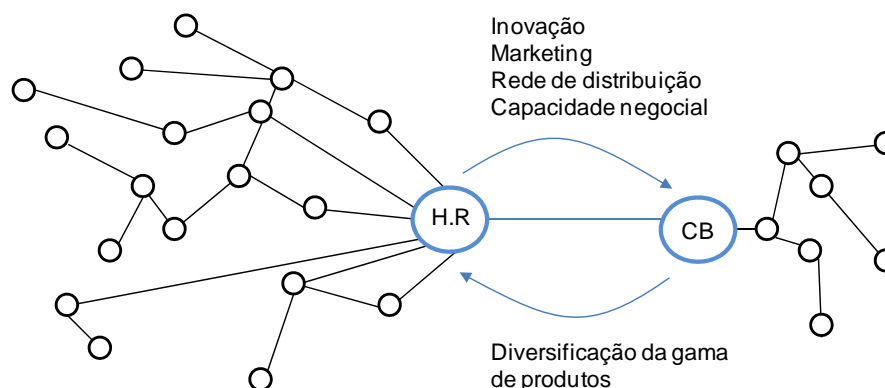 Inovação
Marketing
Rede de distribuição
Capacidade negocial
H.R
CB
Diversificação da gama
de produtos